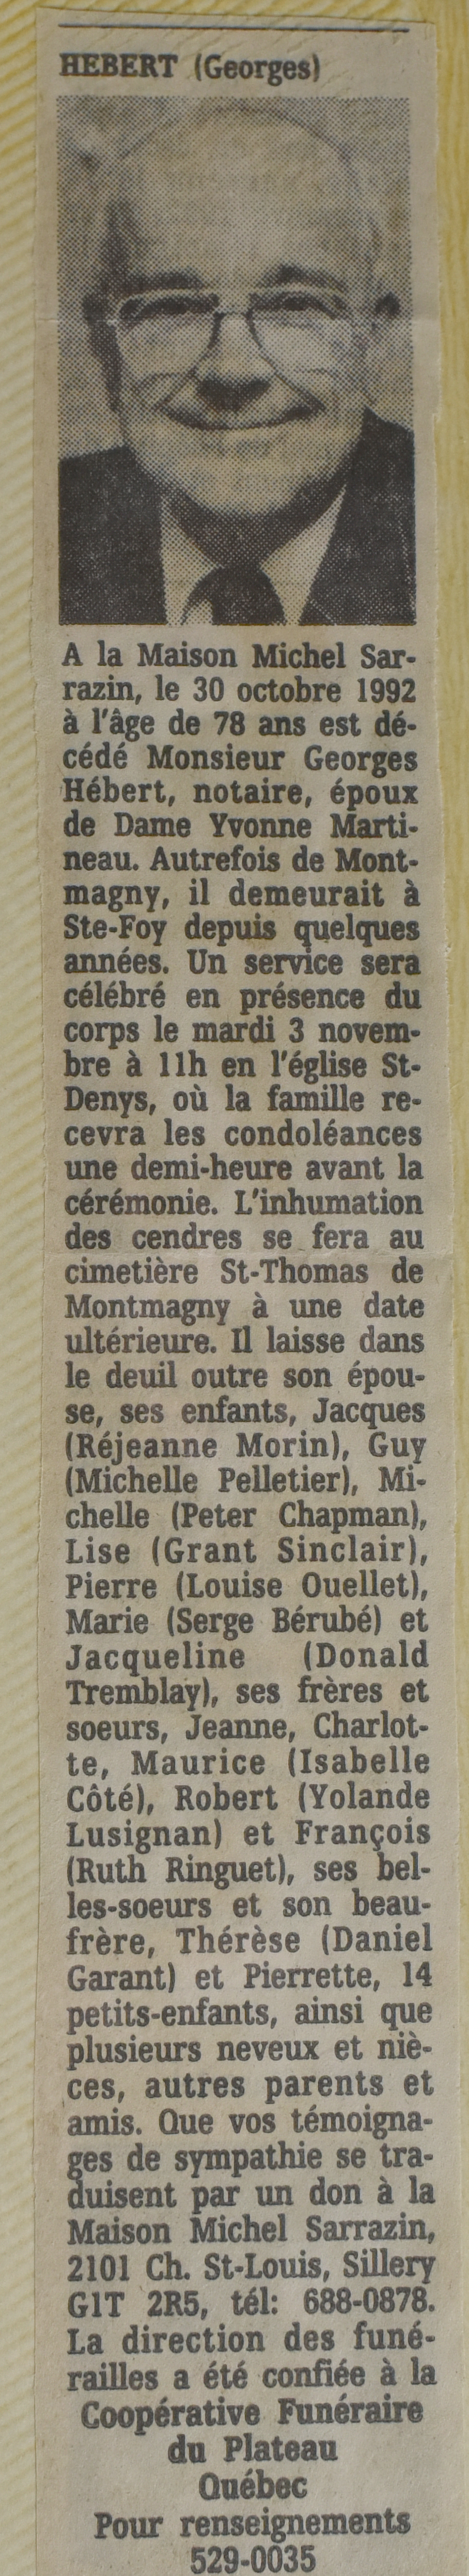 HEBERT (Georges)
A la Maison Michel Sar-
razin, le 30 octobre 1992
à l'âge de 78 ans est dé-
cédé Monsieur Georges
Hébert, notaire, époux
de Dame Yvonne Marti-
neau. Autrefois de Mont-
magny, il demeurait à
Ste-Foy depuis quelques
années. Un service sera
célébré en présence du
corps le mardi 3 novem-
bre à 11h en l'église St-
Denys, où la famille re-
cevra les condoléances
une demi-heure avant la
cérémonie. L'inhumation
des cendres se fera au
cimetière St-Thomas de
Montmagny à une date
ultérieure. Il laisse dans
le deuil outre son épou-
se, ses enfants, Jacques
(Réjeanne Morin), Guy
(Michelle Pelletier), Mi-
chelle (Peter Chapman),
Lise (Grant Sinclair),
Pierre (Louise Ouellet),
Marie (Serge Bérubé) et
Jacqueline (Donald
Tremblay), ses frères et
soeurs, Jeanne, Charlot-
te, Maurice (Isabelle
Côté), Robert (Yolande
Lusignan) et François
(Ruth Ringuet), ses bel-
les-soeurs et son beau-
frère, Thérèse (Daniel
Garant) et Pierrette, 14
petits-enfants, ainsi que
plusieurs neveux et niè-
ces, autres parents et
amis. Que vos témoigna-
ges de sympathie se tra-
duisent par un don à la
Maison Michel Sarrazin,
2101 Ch. St-Louis, Sillery
G1T 2R5, tél: 688-0878.
La direction des funé-
railles a été confiée à la
Coopérative Funéraire
du Plateau
Québec
Pour renseignements
529-0035